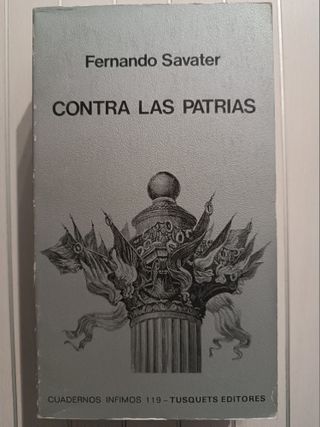 Fernando Savater
CONTRA LAS PATRIAS
CUADERNOS INFIMOS 119 – TUSQUETS EDITORES